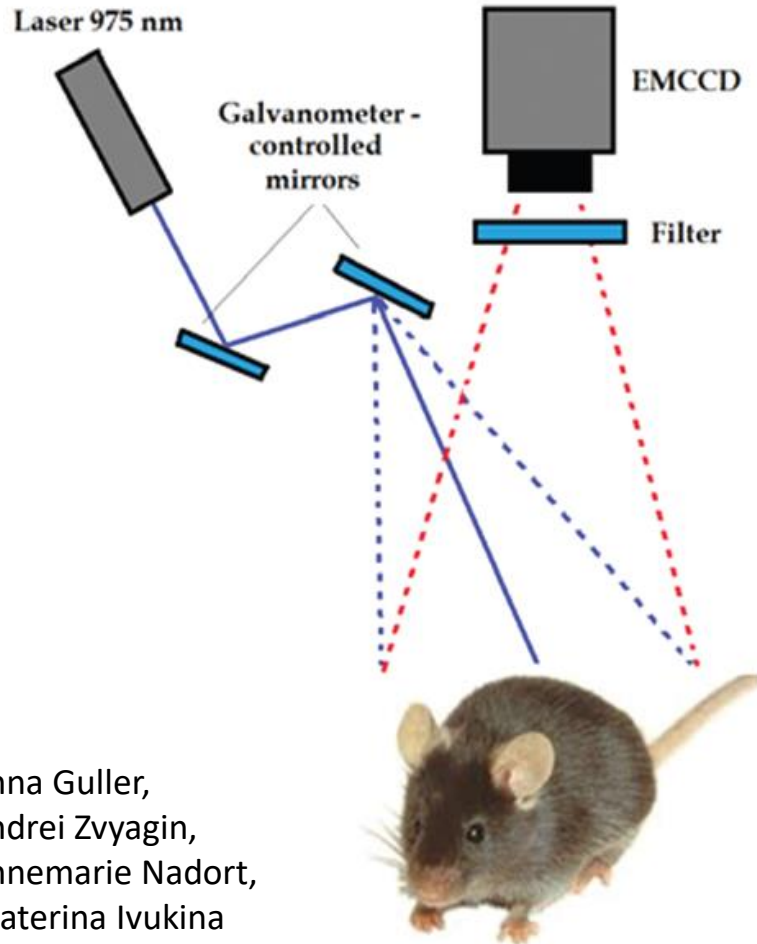 Laser 975 nm
EMCCD
Galvanometer -
controlled
mirrors
Filter
nna Guller,
ndrei Zvyagin,
nnemarie Nadort,
aterina Ivukina